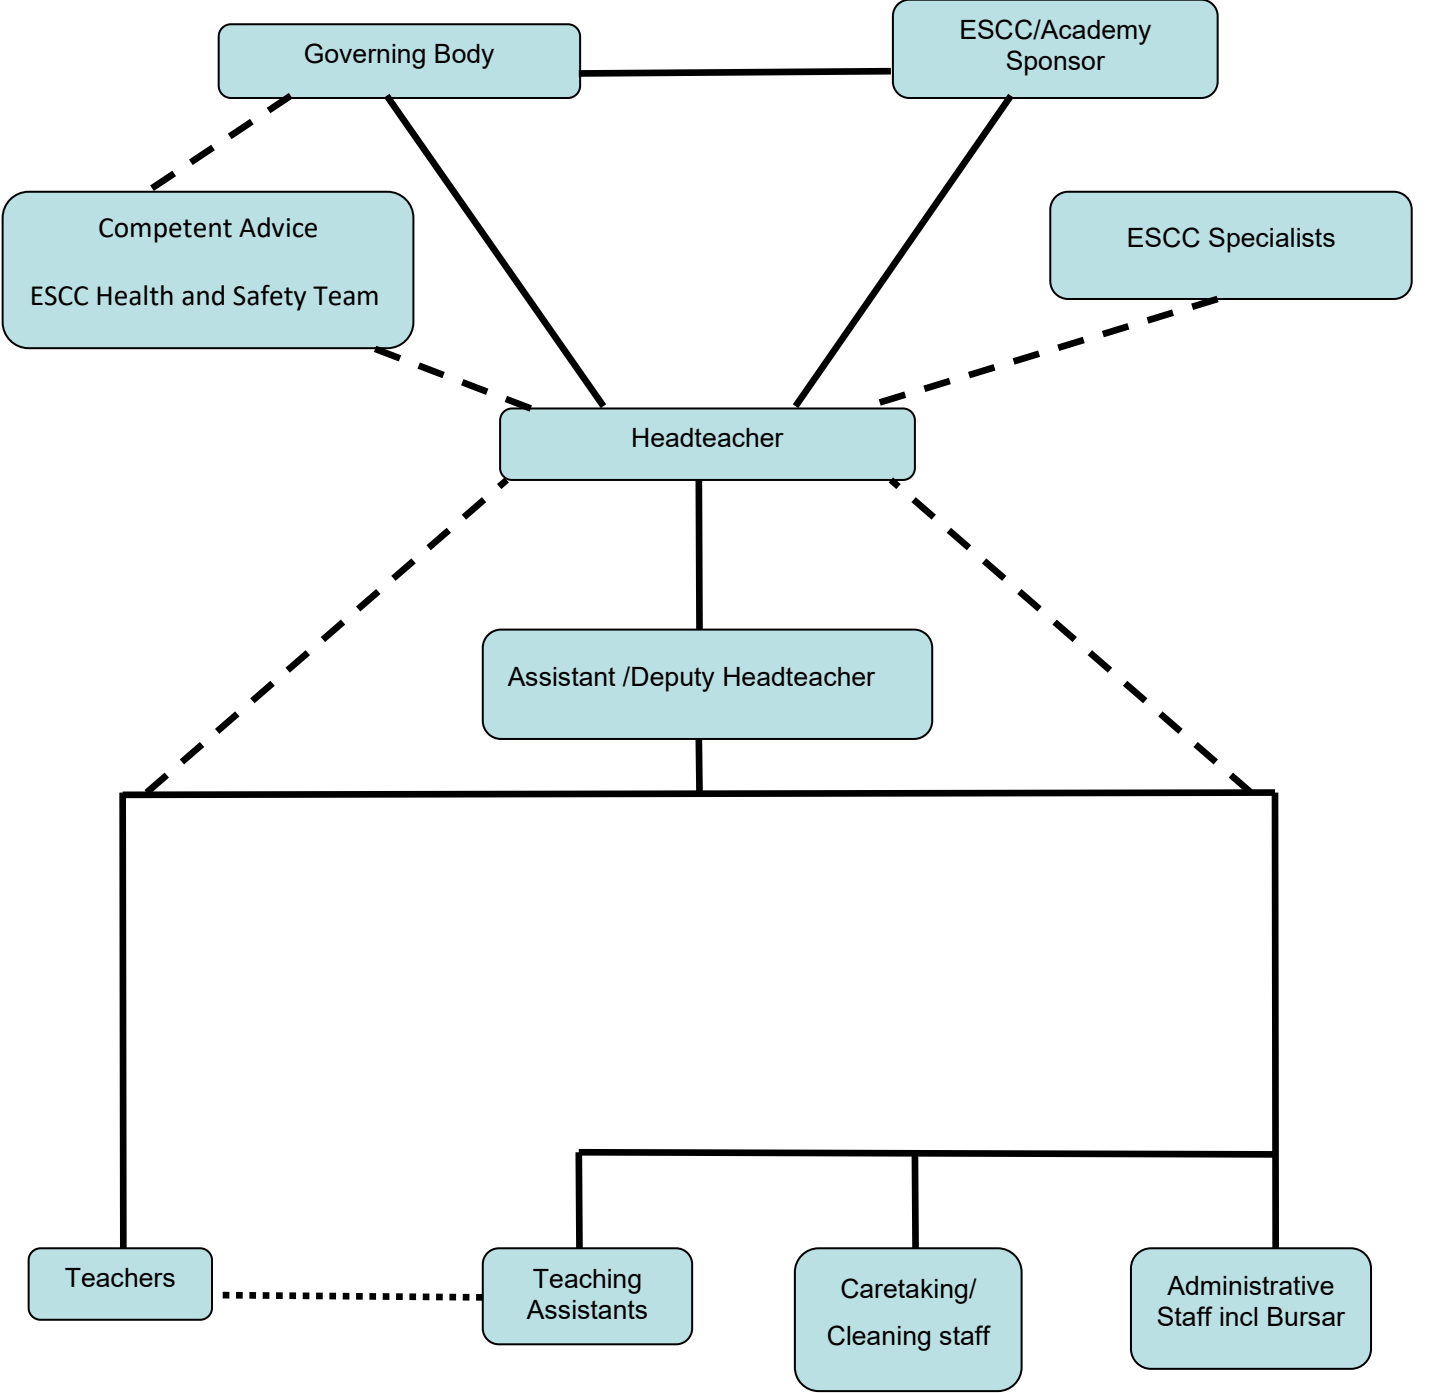 Governing Body
ESCC/Academy
Sponsor
Competent Advice
ESCC Health and Safety Team
ESCC Specialists
Headteacher
Assistant /Deputy Headteacher
Teachers
Teaching
Assistants
Caretaking/
Cleaning staff
Administrative
Staff incl Bursar